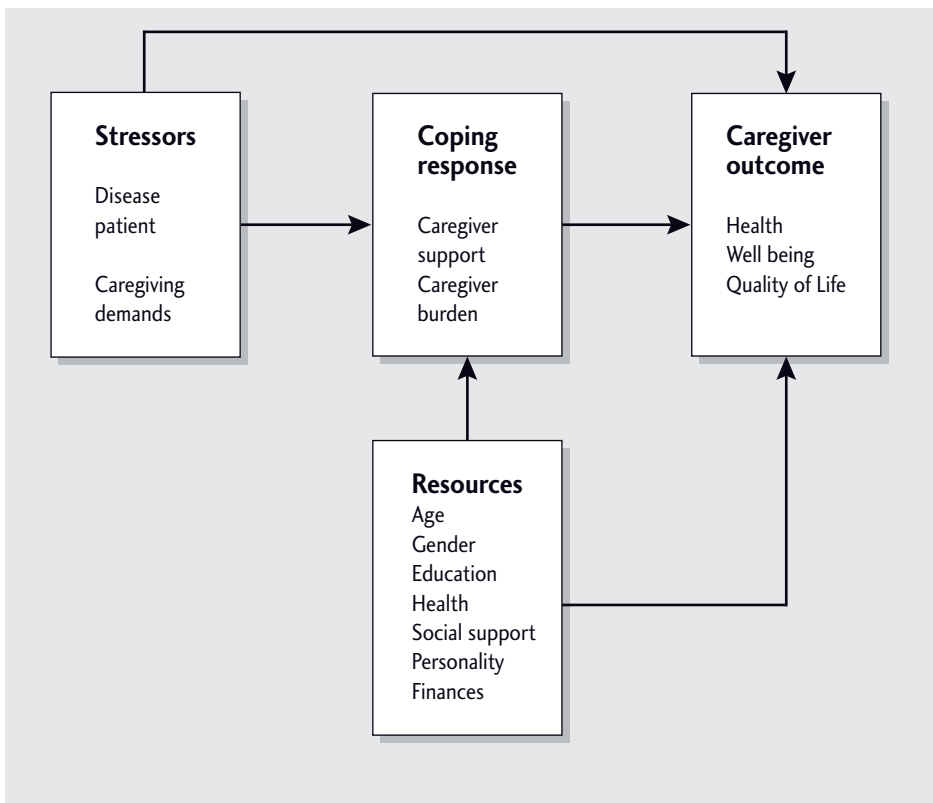 Stressors
Disease
patient
Caregiving
demands
Coping
response
Caregiver
support
Caregiver
burden
Caregiver
outcome
Health
Well being
Quality of Life
Resources
Age
Gender
Education
Health
Social support
Personality
Finances